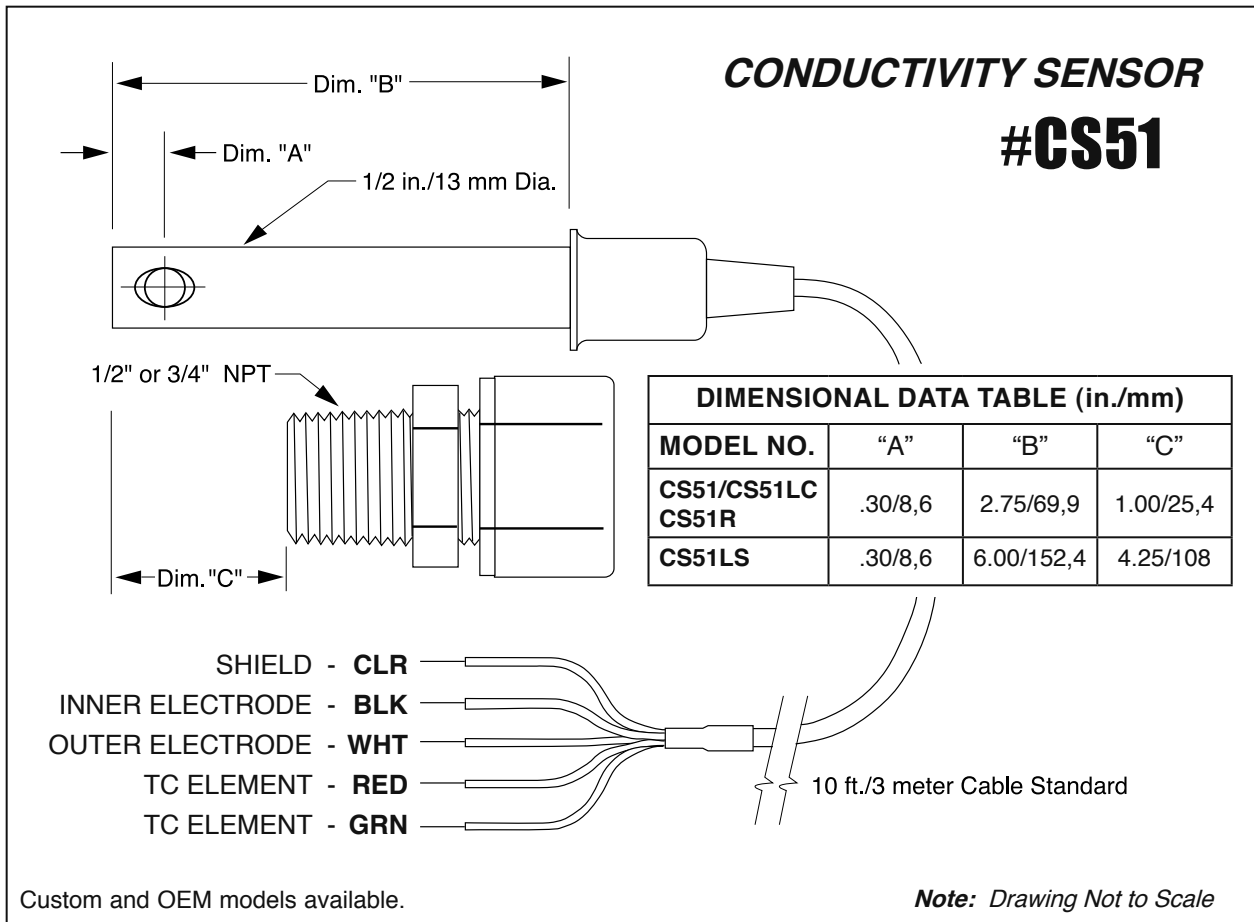 CONDUCTIVITY SENSOR
#CS51
Dim. "B"
Dim. "A"
1/2 in./13 mm Dia.
1/2" or 3/4" NPT
Dim."C"
DIMENSIONAL DATA TABLE (in./mm)
MODEL NO. “A” “B” “C”
CS51/CS51LC
CS51R .30/8,6 2.75/69,9 1.00/25,4
CS51LS .30/8,6 6.00/152,4 4.25/108
SHIELD - CLR
INNER ELECTRODE - BLK
OUTER ELECTRODE - WHT
TC ELEMENT - RED
TC ELEMENT - GRN
10 ft./3 meter Cable Standard
Custom and OEM models available.
Note: Drawing Not to Scale